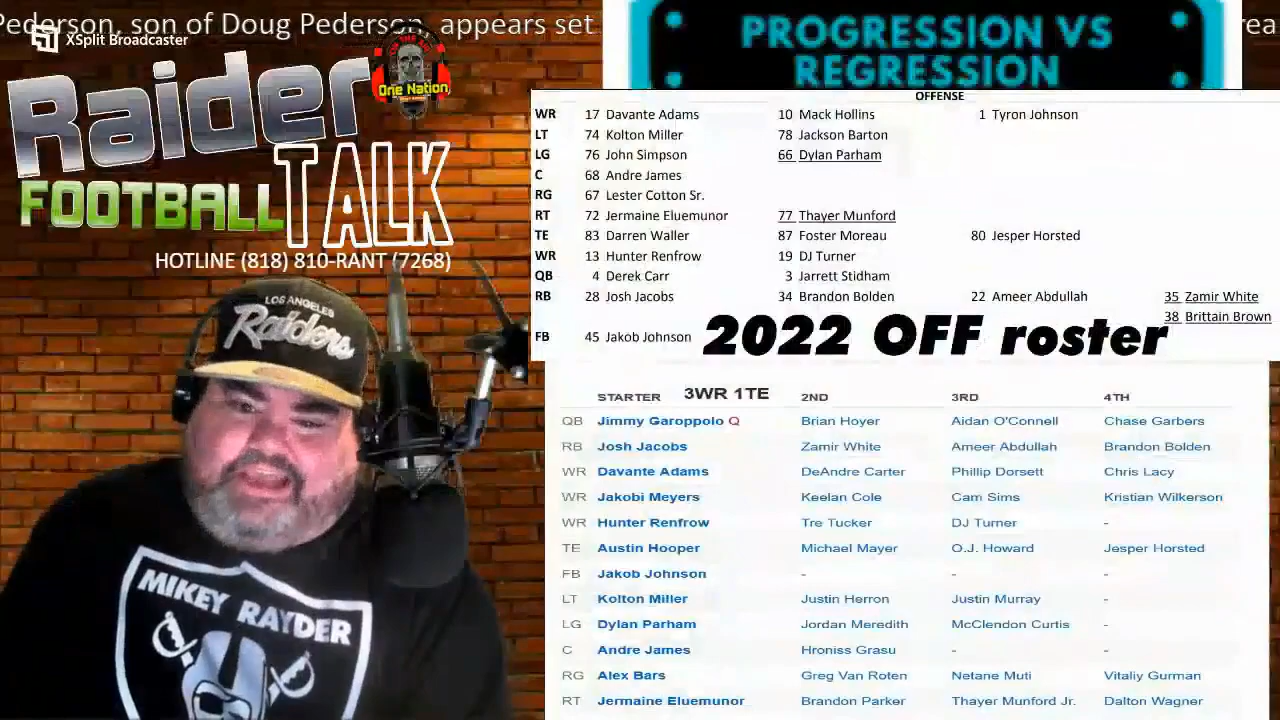 Pederson, son of Doug Pederson, appears set
XSplit Broadcaster
Raider
One Nation
FOOTBALL
TALK
HOTLINE (818) 810-RANT (7268)
LOS ANGELES
Raiders
MIKEY RAYDER
PROGRESSION VS
REGRESSION
OFFENSE
WR 17 Davante Adams 10 Mack Hollins 1 Tyron Johnson
LT 74 Kolton Miller 78 Jackson Barton
LG 76 John Simpson 66 Dylan Parham
C 68 Andre James
RG 67 Lester Cotton Sr.
RT 72 Jermaine Eluemunor 77 Thayer Munford
TE 83 Darren Waller 87 Foster Moreau 80 Jesper Horsted
WR 13 Hunter Renfrow 19 DJ Turner
QB 4 Derek Carr 3 Jarrett Stidham
RB 28 Josh Jacobs 34 Brandon Bolden 22 Ameer Abdullah 35 Zamir White
38 Brittain Brown
FB 45 Jakob Johnson
2022 OFF roster
STARTER 3WR 1TE 2ND 3RD 4TH
QB Jimmy Garoppolo Q Brian Hoyer Aidan O'Connell Chase Garbers
RB Josh Jacobs Zamir White Ameer Abdullah Brandon Bolden
WR Davante Adams DeAndre Carter Phillip Dorsett Chris Lacy
WR Jakobi Meyers Keelan Cole Cam Sims Kristian Wilkerson
WR Hunter Renfrow Tre Tucker DJ Turner -
TE Austin Hooper Michael Mayer O.J. Howard Jesper Horsted
FB Jakob Johnson - - -
LT Kolton Miller Justin Herron Justin Murray -
LG Dylan Parham Jordan Meredith McClendon Curtis -
C Andre James Hroniss Grasu - -
RG Alex Bars Greg Van Roten Netane Muti Vitaliy Gurman
RT Jermaine Eluemunor Brandon Parker Thayer Munford Jr. Dalton Wagner